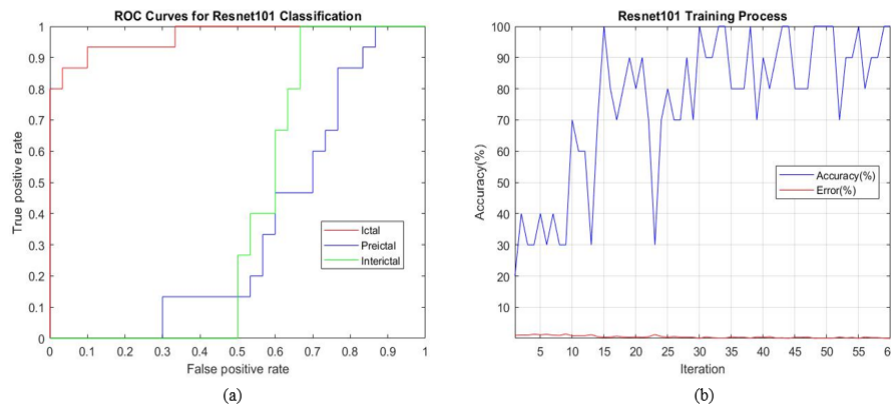 ROC Curves for Resnet101 Classification
1
0.9
0.8
0.7
0.6
0.5
0.4
0.3
0.2
0.1
0
True positive rate
Ictal
Preictal
Interictal
0 0.1 0.2 0.3 0.4 0.5 0.6 0.7 0.8 0.9 1
False positive rate
(a)
Resnet101 Training Process
100
90
80
70
60
50
40
30
20
10
Accuracy(%)
Accuracy(%)
Error(%)
5 10 15 20 25 30 35 40 45 50 55 6
Iteration
(b)